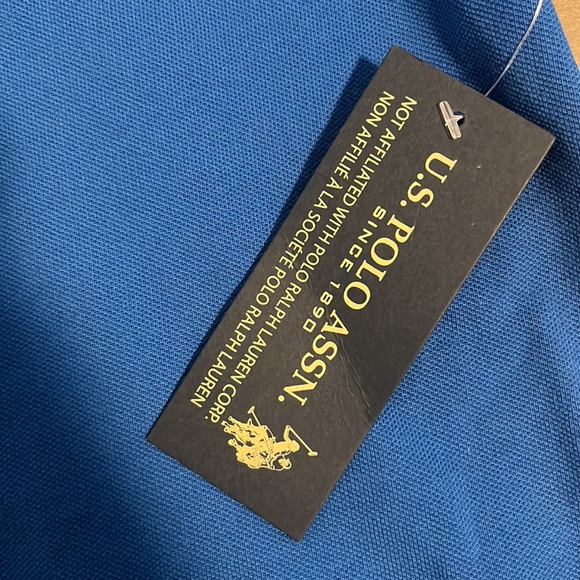 U.S. POLO ASSN.
SINCE 1890
NOT AFFILIATED WITH POLO RALPH LAUREN CORP.
NON AFFILIÉ À LA SOCIÉTÉ POLO RALPH LAUREN